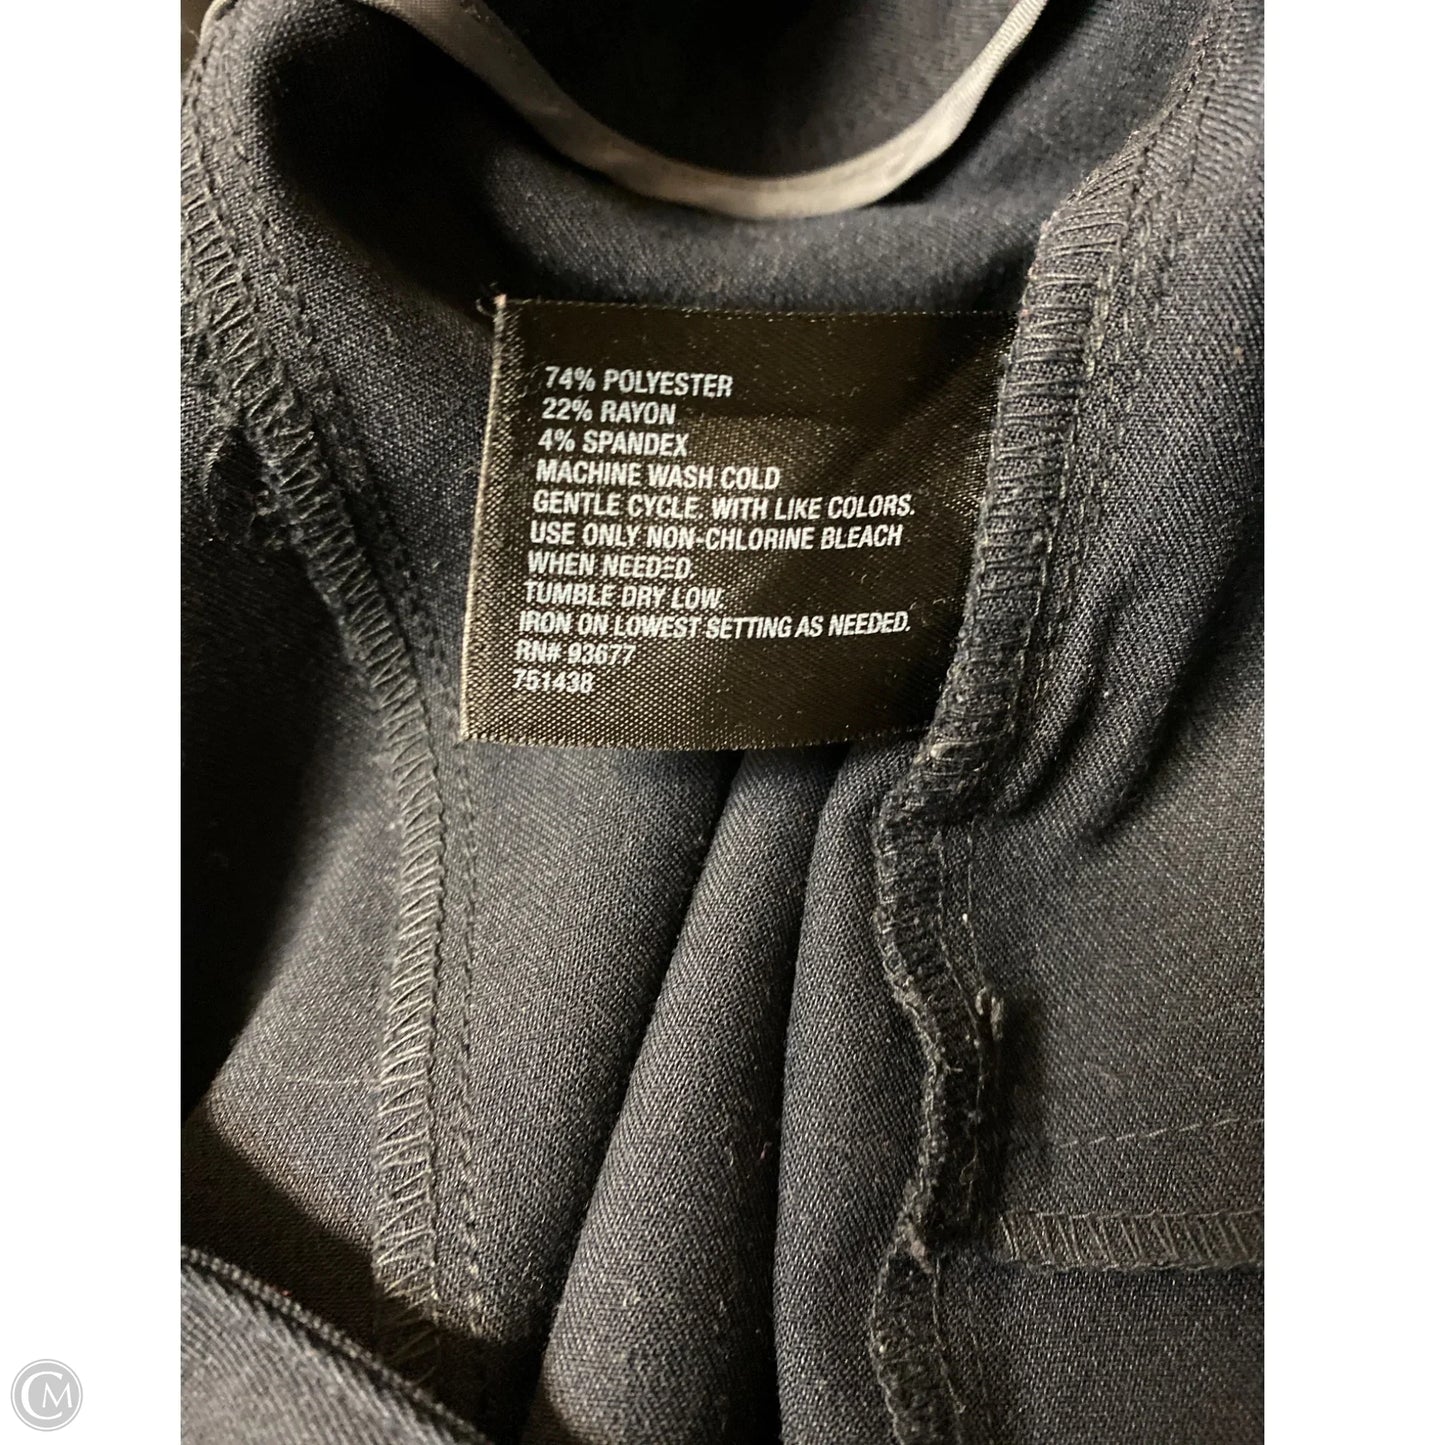 74% POLYESTER
22% RAYON
4% SPANDEX
MACHINE WASH COLD
GENTLE CYCLE. WITH LIKE COLORS.
USE ONLY NON-CHLORINE BLEACH
WHEN NEEDED.
TUMBLE DRY LOW.
IRON ON LOWEST SETTING AS NEEDED.
RN# 93677
751438
CM